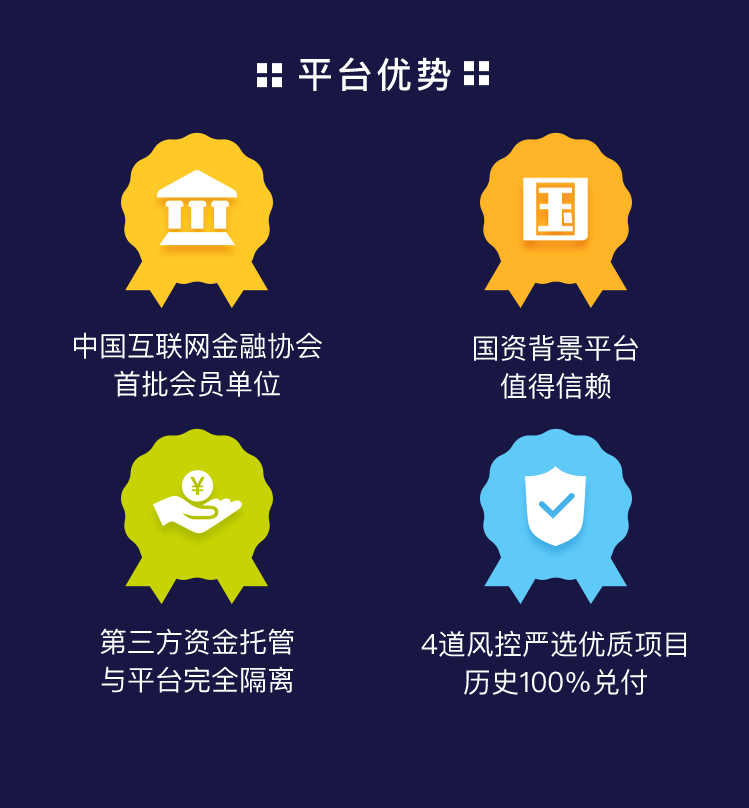 平台优势
中国互联网金融协会
首批会员单位
国资背景平台
值得信赖
¥
第三方资金托管
与平台完全隔离
4道风控严选优质项目
历史100%兑付